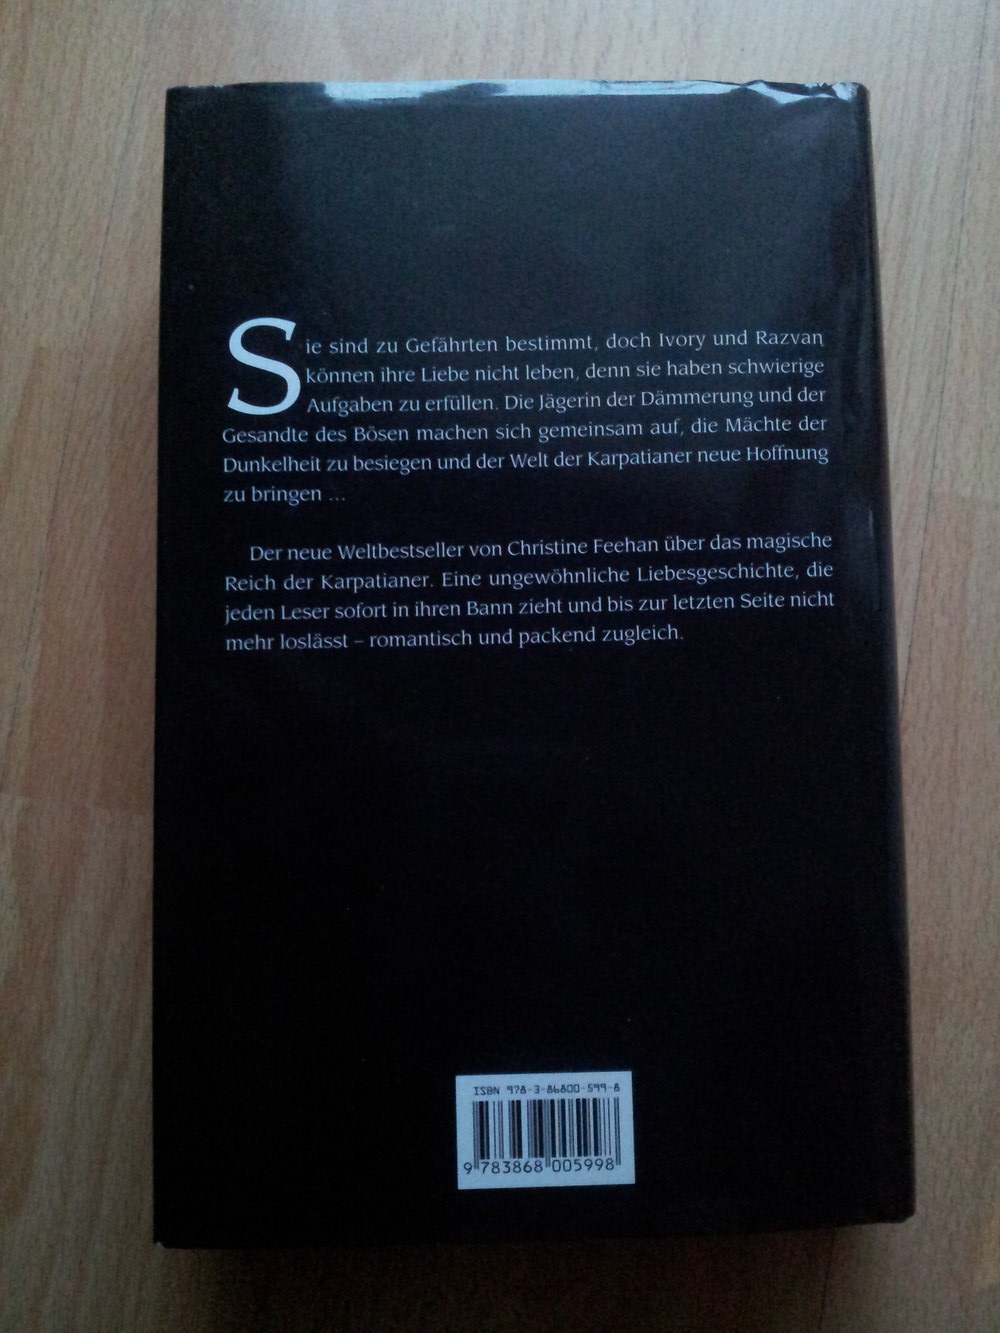 Sie sind zu Gefährten bestimmt, doch Ivory und Razvan
können ihre Liebe nicht leben, denn sie haben schwierige
Aufgaben zu erfüllen. Die Jägerin der Dämmerung und der
Gesandte des Bösen machen sich gemeinsam auf, die Mächte der
Dunkelheit zu besiegen und der Welt der Karpatianer neue Hoffnung
zu bringen ...
Der neue Weltbestseller von Christine Feehan über das magische
Reich der Karpatianer. Eine ungewöhnliche Liebesgeschichte, die
jeden Leser sofort in ihren Bann zieht und bis zur letzten Seite nicht
mehr loslässt – romantisch und packend zugleich.
ISBN 978-3-86800-599-8
9 783868 005998